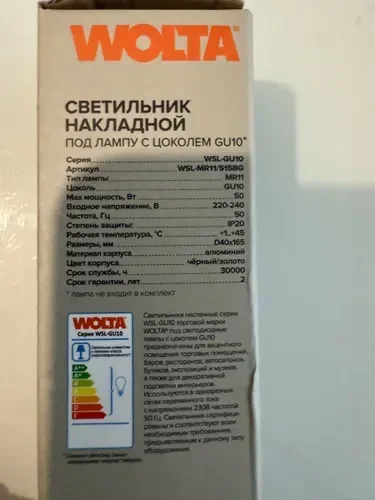 WOLTA®
СВЕТИЛЬНИК
НАКЛАДНОЙ
ПОД ЛАМПУ С ЦОКОЛЕМ GU10*
Серия WSL-GU10
Артикул WSL-MR11/S15BG
Тип лампы MR11
Цоколь GU10
Мах мощность, Вт 50
Входное напряжение, В 220-240
Частота, Гц 50
Степень защиты: IP20
Рабочая температура, °С +1...+45
Размеры, мм D40x165
Материал корпуса алюминий
Цвет корпуса чёрный/золото
Срок службы, ч 30000
Гарантия, лет 2
* лампа не входит в комплект
WOLTA®
Серия WSL-GU10
A++
A+
A
B
C
D
E
Светильники настенные серии
WSL-GU10 торговой марки
WOLTA® под светодиодные
лампы с цоколем GU10
предназначены для акцентного
освещения торговых помещений,
баров, ресторанов, автосалонов,
бутиков, экспозиций и музеев,
а также для декоративной
подсветки интерьеров.
Используются в однофазных
сетях переменного тока
с напряжением 230В частотой
50 Гц. Светильники сертифици-
рованы и соответствуют всем
необходимым требованиям,
предъявляемым к данному типу
оборудования.